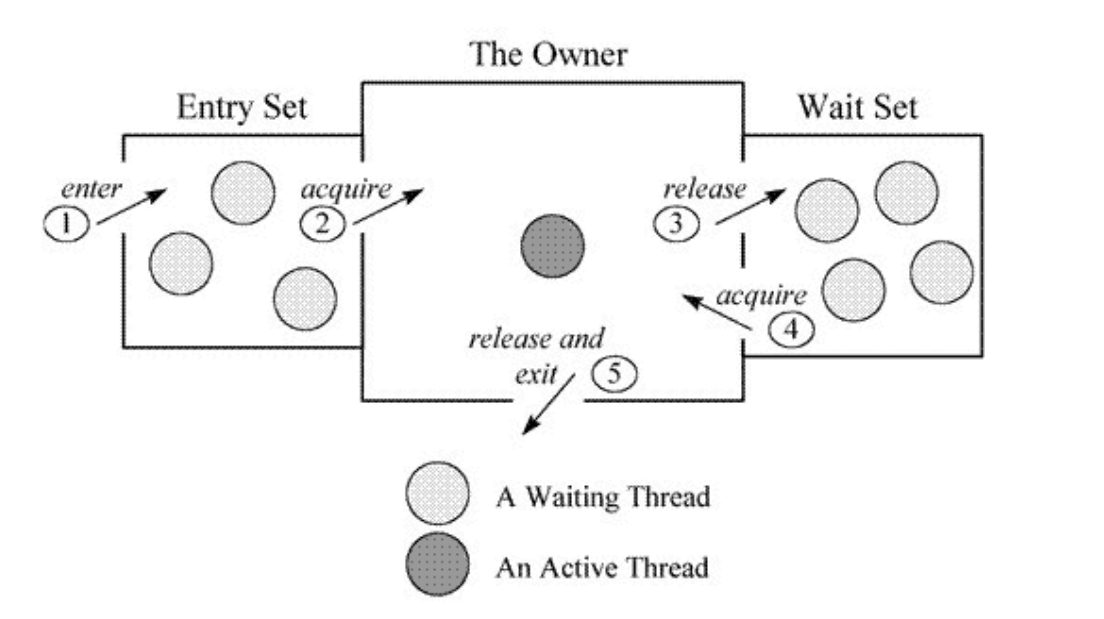 The Owner
Entry Set
Wait Set
enter
1
acquire
2
release
3
acquire
4
release and
exit
5
A Waiting Thread
An Active Thread